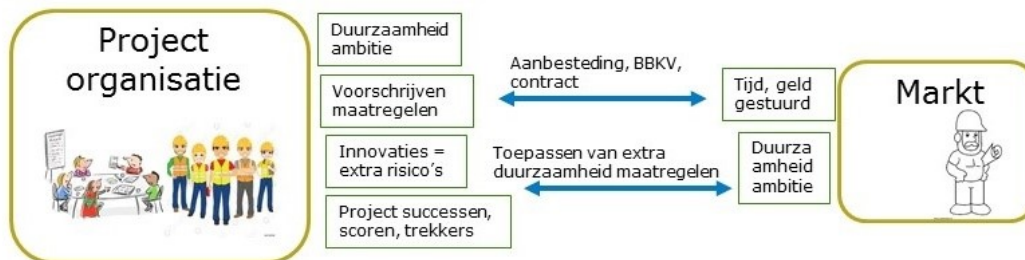 Project
organisatie
Duurzaamheid
ambitie
Voorschrijven
maatregelen
Innovaties =
extra risico's
Project successen,
scoren, trekkers
Aanbesteding, BBKV,
contract
Toepassen van extra
duurzaamheid maatregelen
Tijd, geld
gestuurd
Duurza
amheid
ambitie
Markt